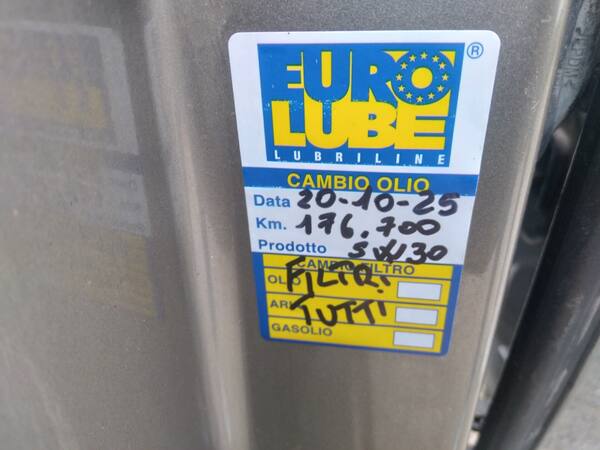 EURO ®
LUBE
LUBRILINE
CAMBIO OLIO
Data 20-10-25
Km. 176.700
Prodotto 5W30
CAMBIO FILTRO
OLIO FILTRI
TUTTI
GASOLIO